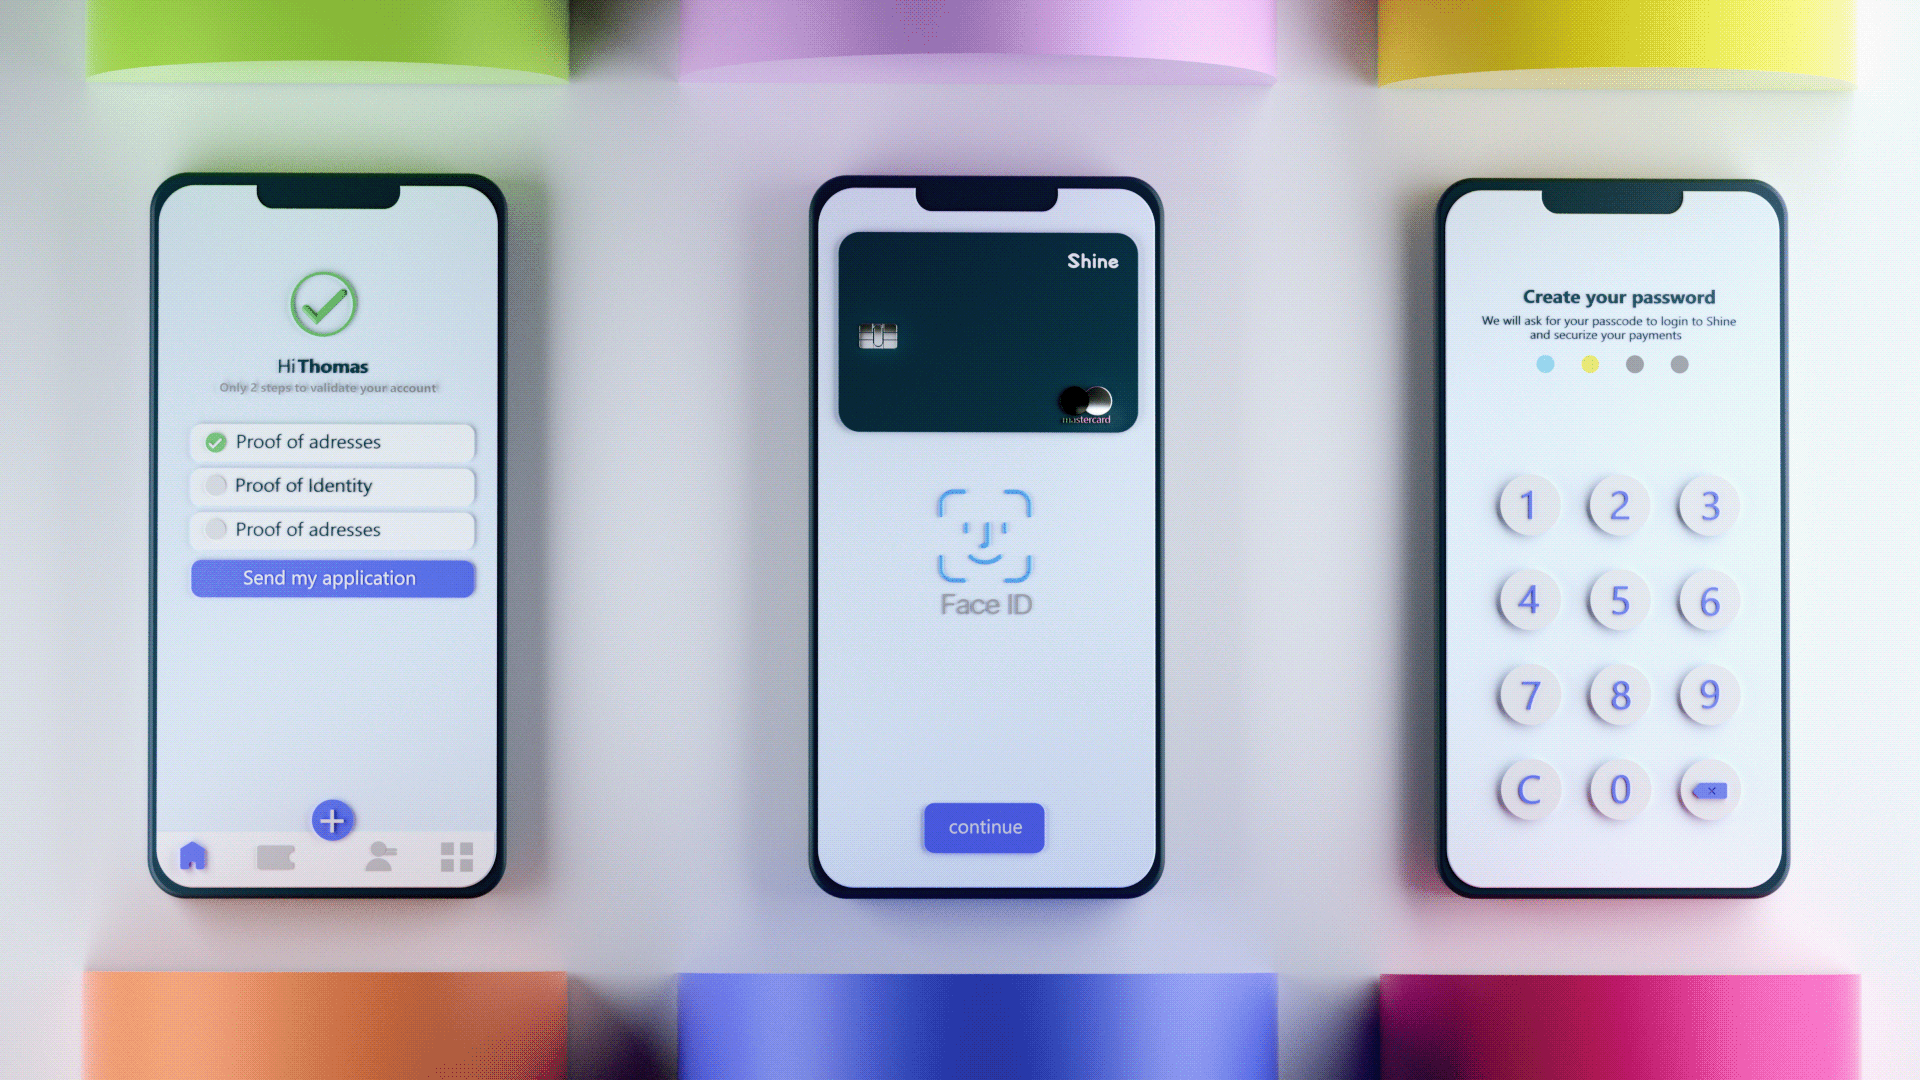 Hi Thomas
Only 2 steps to validate your account
Proof of adresses
Proof of Identity
Proof of adresses
Send my application
Shine
mastercard
Face ID
continue
Create your password
We will ask for your passcode to login to Shine
and securize your payments
1 2 3
4 5 6
7 8 9
C 0